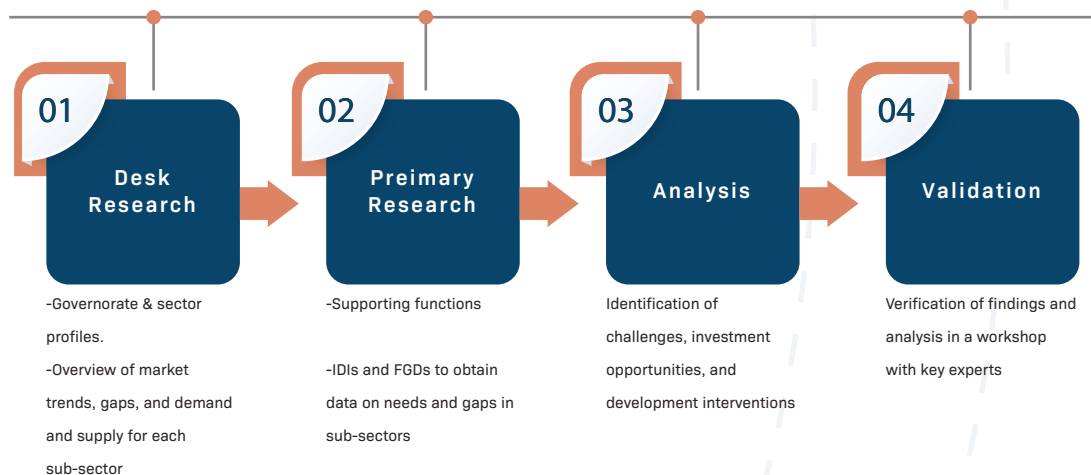 01
Desk
Research
-Governorate & sector
profiles.
-Overview of market
trends, gaps, and demand
and supply for each
sub-sector
02
Preimary
Research
-Supporting functions
-IDIs and FGDs to obtain
data on needs and gaps in
sub-sectors
03
Analysis
Identification of
challenges, investment
opportunities, and
development interventions
04
Validation
Verification of findings and
analysis in a workshop
with key experts